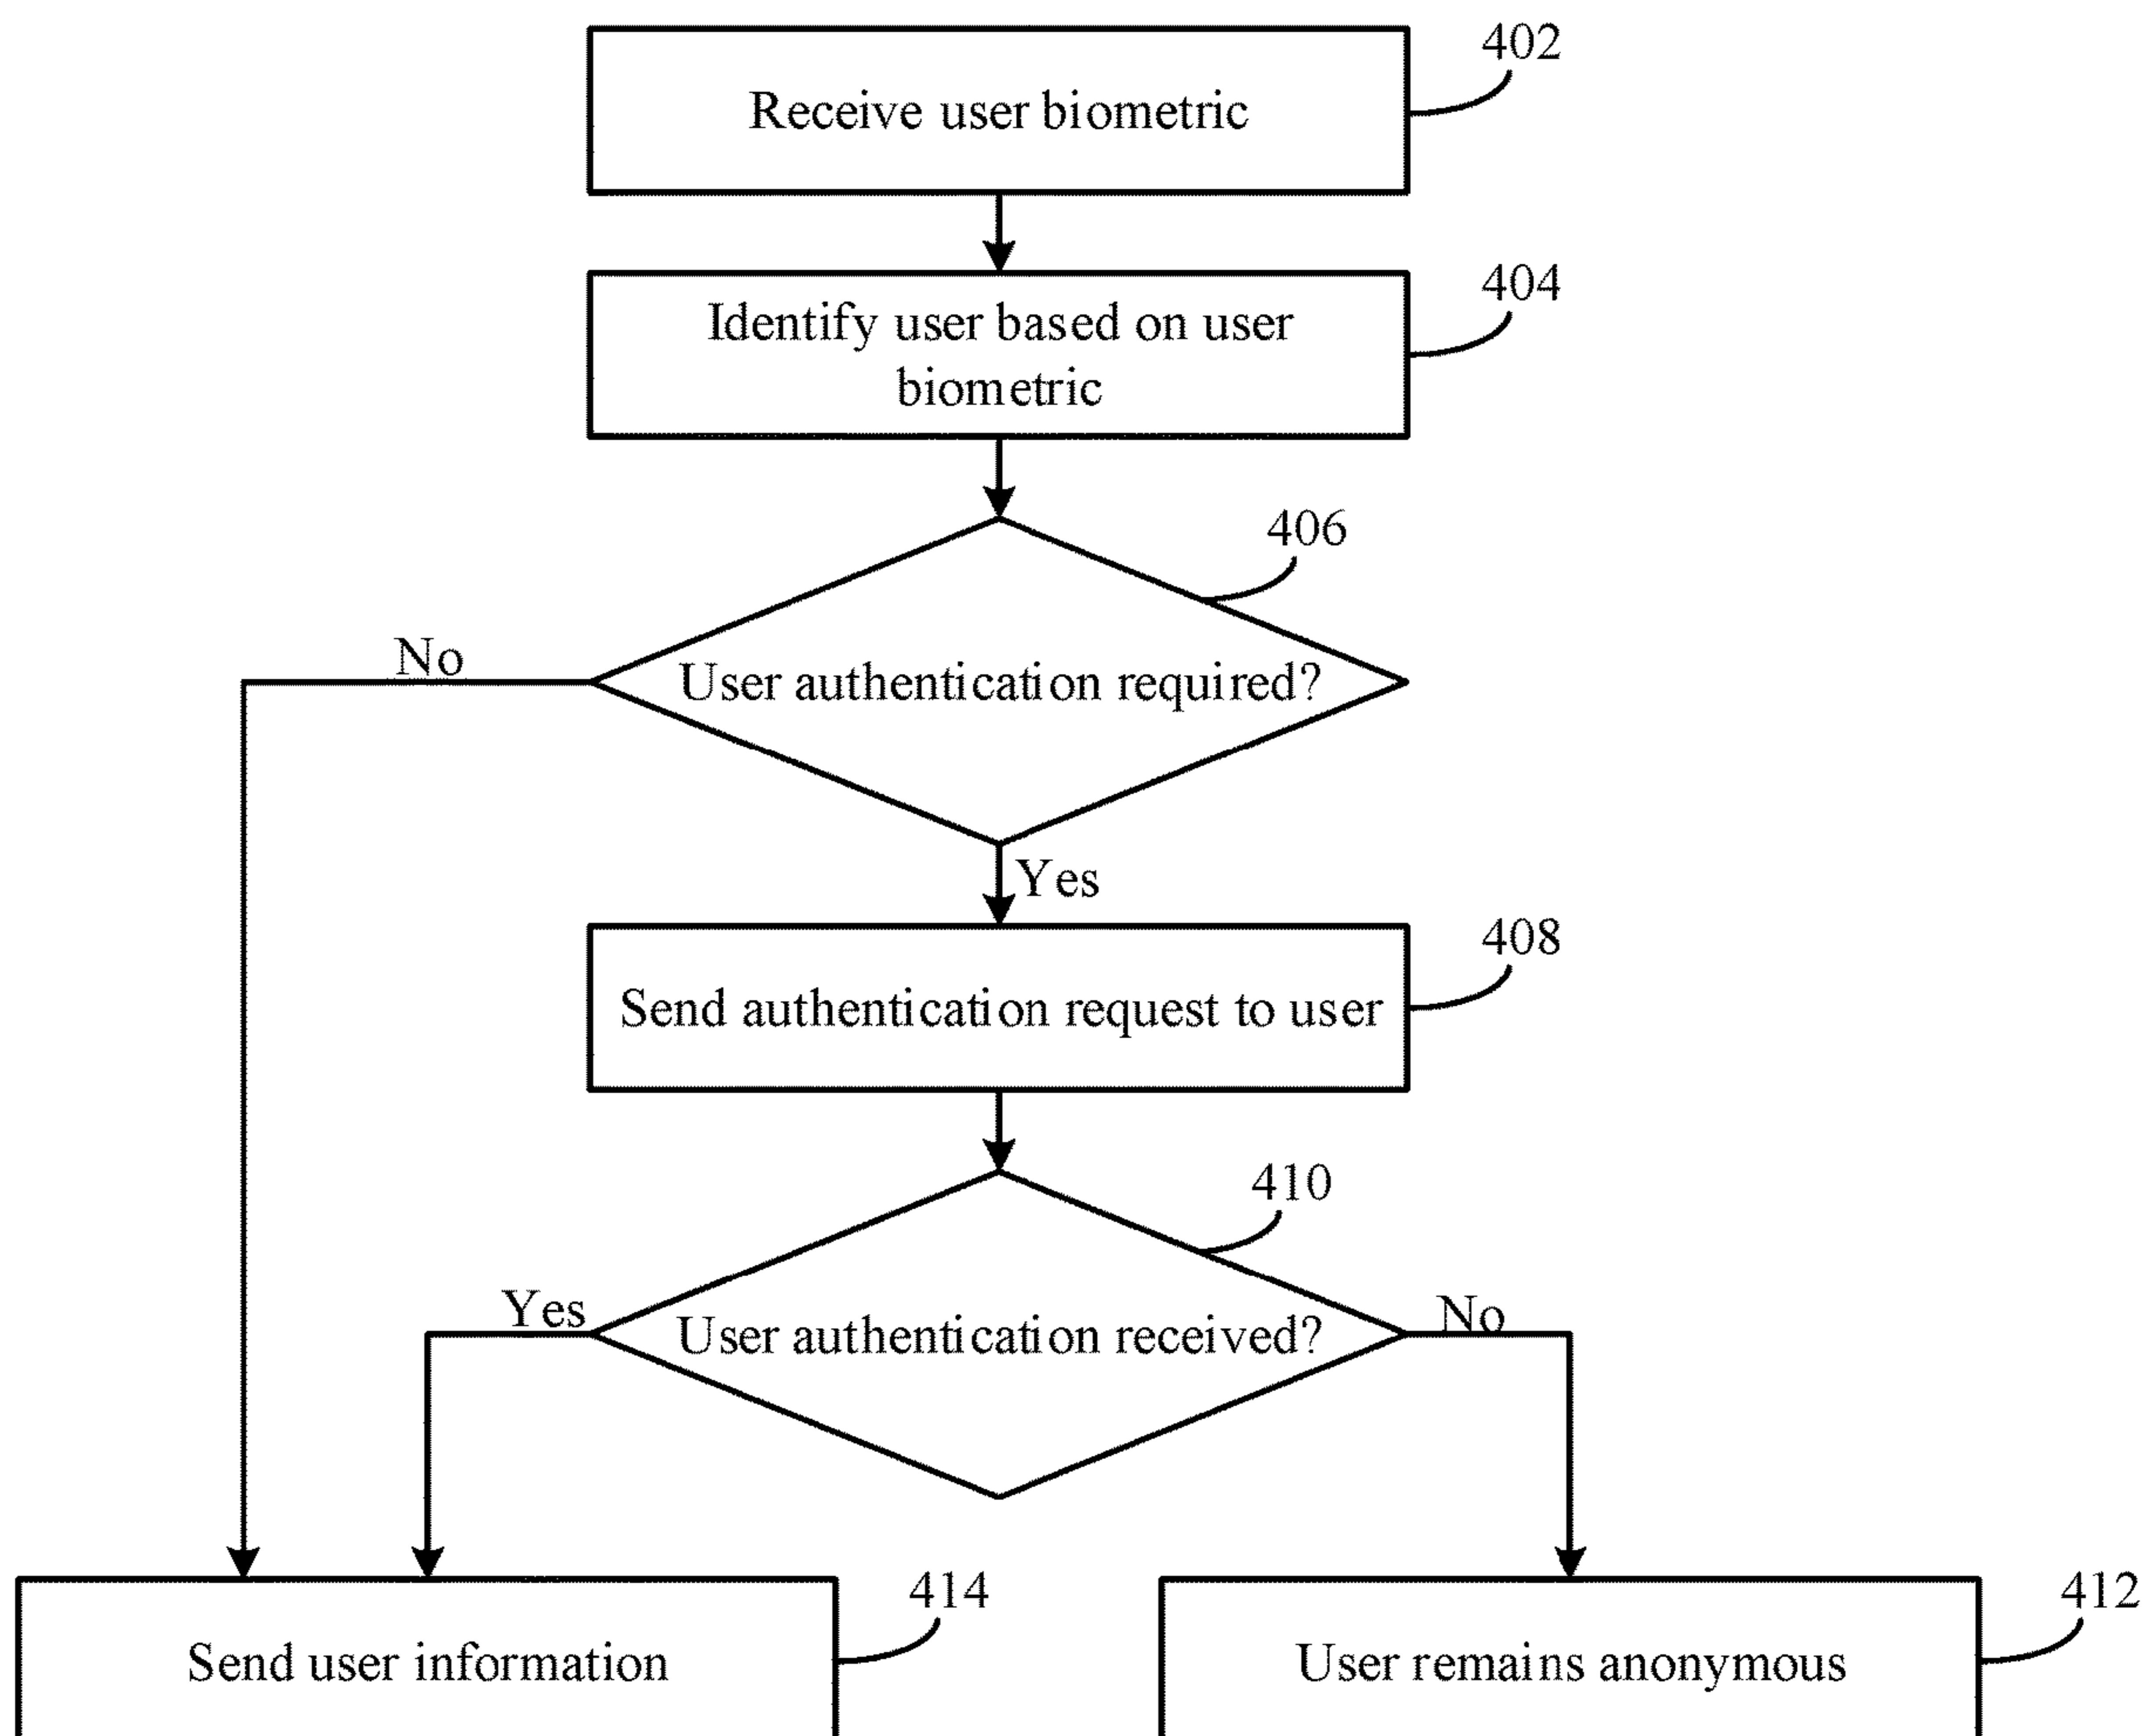 402
Receive user biometric
404
Identify user based on user
biometric
406
No
User authentication required?
Yes
408
Send authentication request to user
410
Yes
User authentication received?
No
414
412
Send user information
User remains anonymous